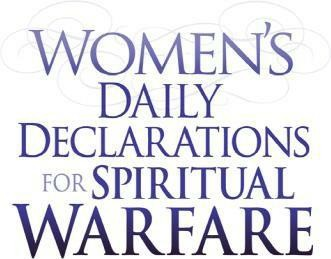 WOMEN'S
DAILY
DECLARATIONS
FOR SPIRITUAL
WARFARE